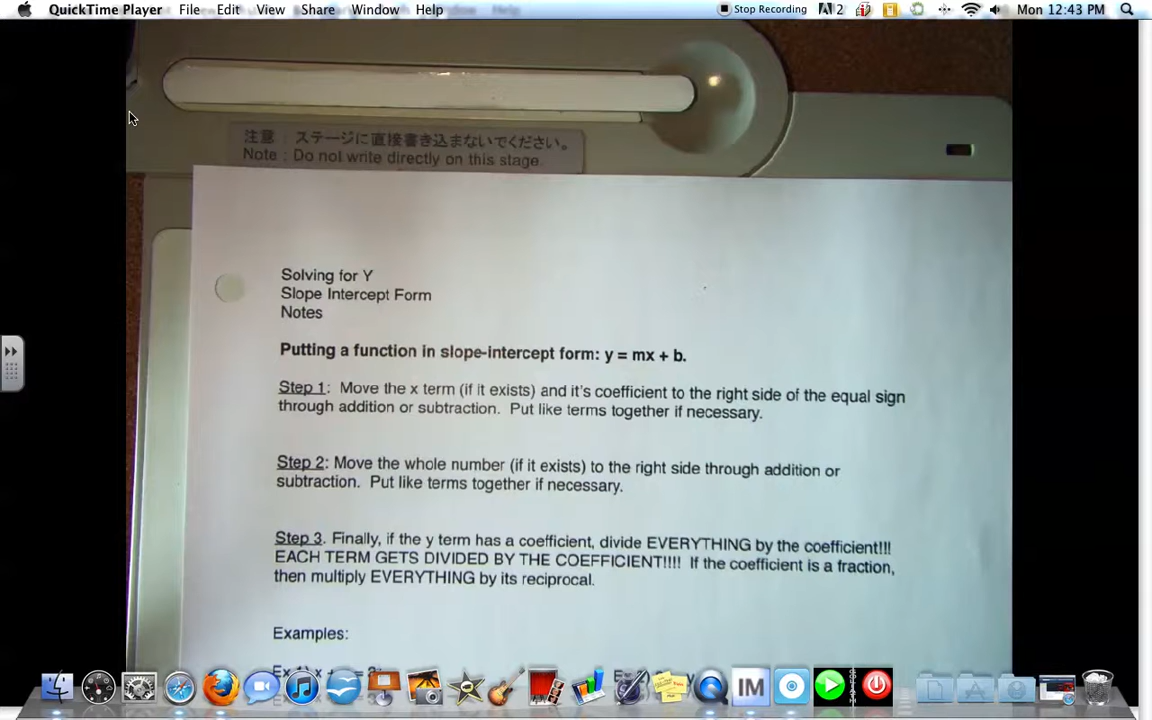 QuickTime Player File Edit View Share Window Help Stop Recording 2 Mon 12:43 PM
注意：ステージに直接書き込まないでください。
Note : Do not write directly on this stage.
Solving for Y
Slope Intercept Form
Notes
Putting a function in slope-intercept form: y = mx + b.
Step 1: Move the x term (if it exists) and it's coefficient to the right side of the equal sign
through addition or subtraction. Put like terms together if necessary.
Step 2: Move the whole number (if it exists) to the right side through addition or
subtraction. Put like terms together if necessary.
Step 3. Finally, if the y term has a coefficient, divide EVERYTHING by the coefficient!!!
EACH TERM GETS DIVIDED BY THE COEFFICIENT!!!! If the coefficient is a fraction,
then multiply EVERYTHING by its reciprocal.
Examples:
IM